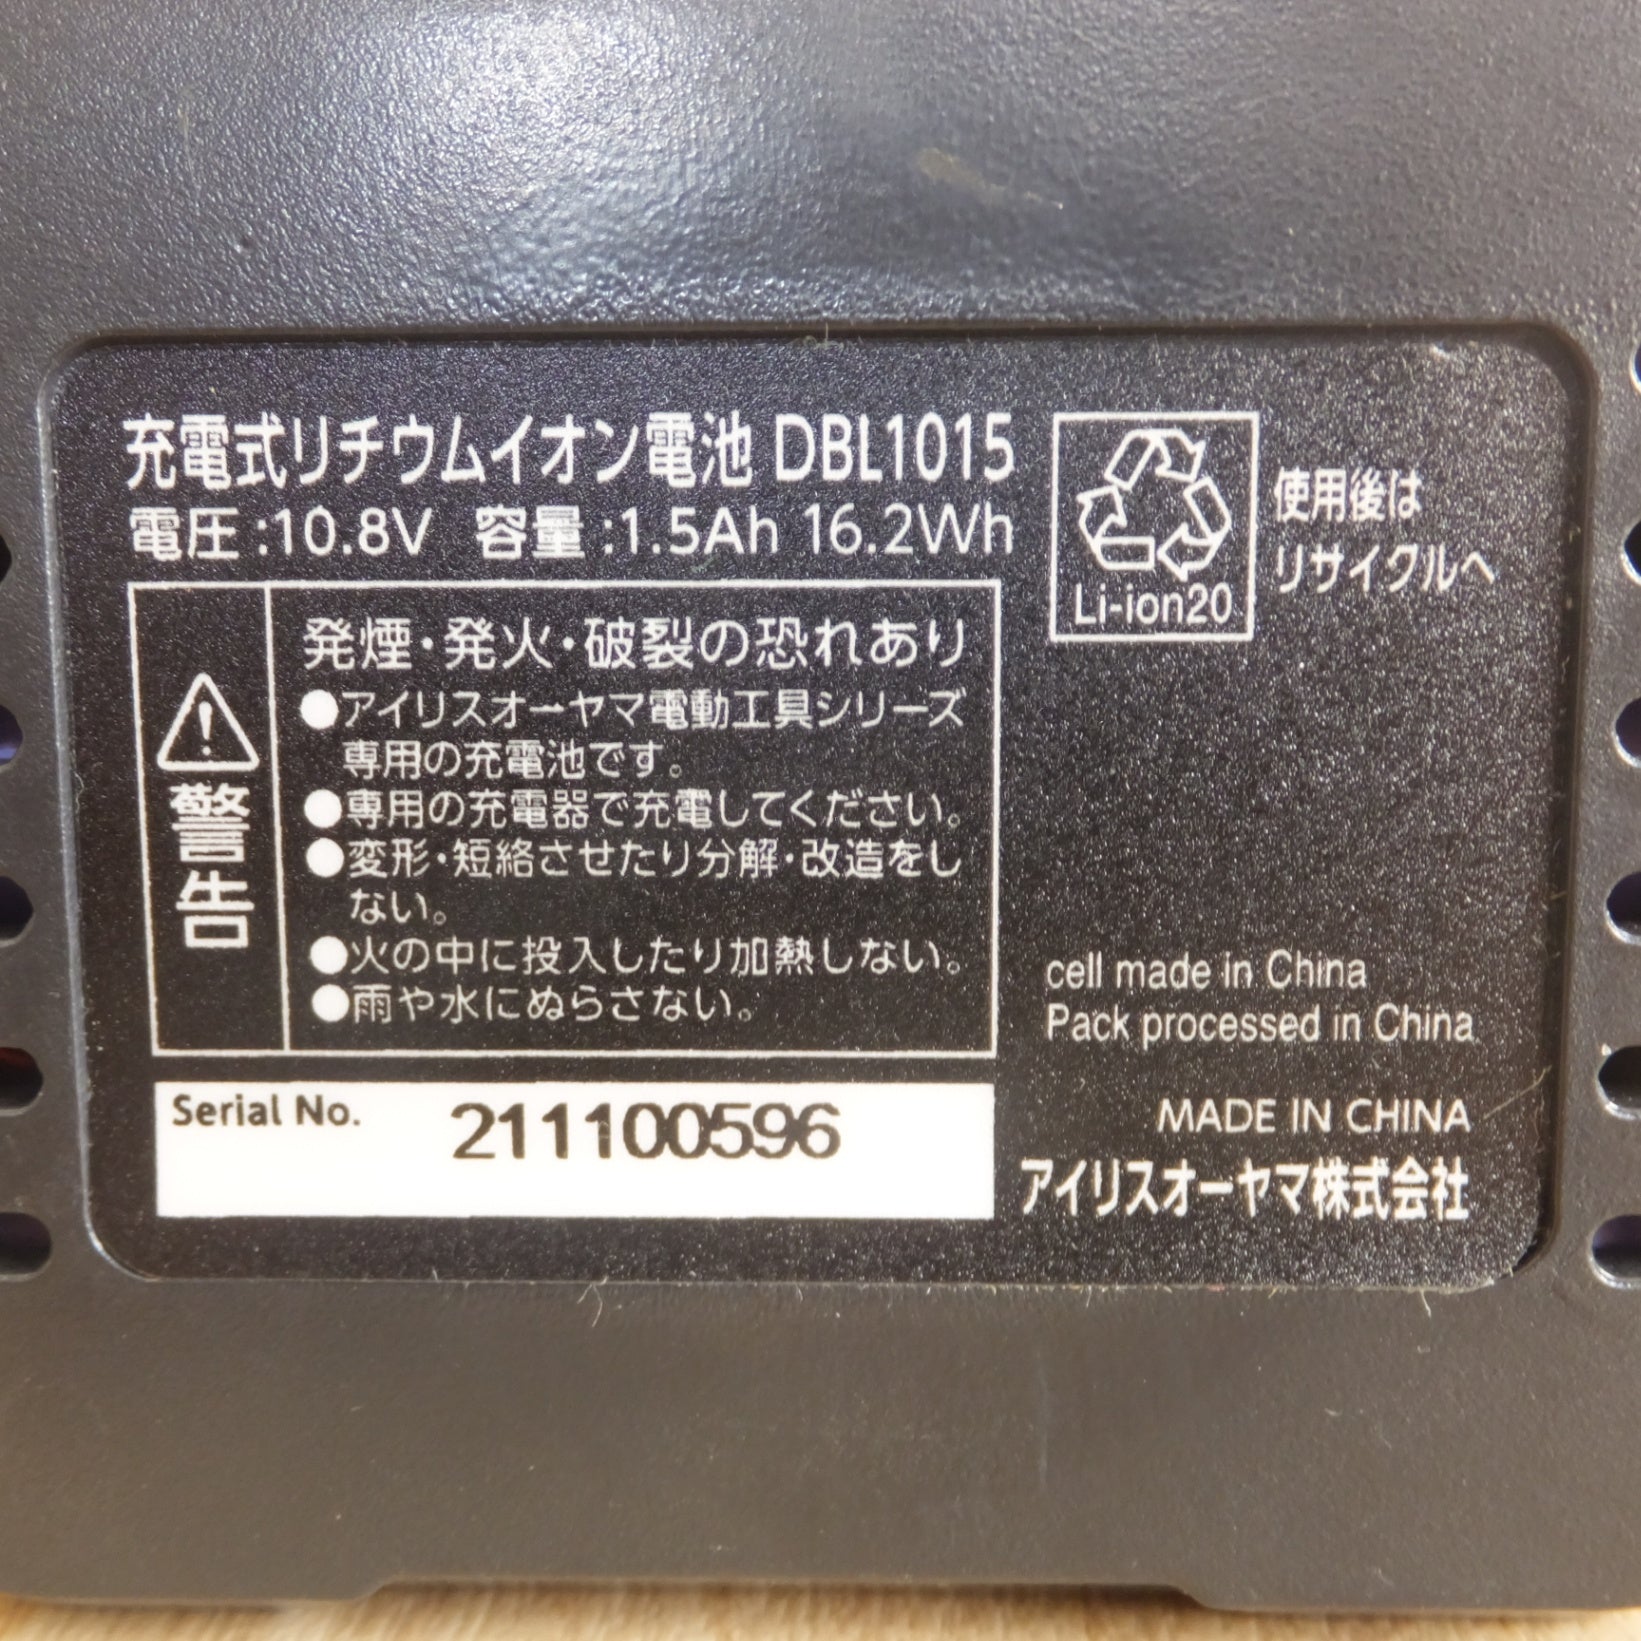 充電式リチウムイオン電池 DBL1015
電圧:10.8V 容量:1.5Ah 16.2Wh
Li-ion20
使用後は
リサイクルへ
警告
発煙・発火・破裂の恐れあり
●アイリスオーヤマ電動工具シリーズ
専用の充電池です。
●専用の充電器で充電してください。
●変形・短絡させたり分解・改造をし
ない。
●火の中に投入したり加熱しない。
●雨や水にぬらさない。
cell made in China
Pack processed in China
Serial No. 211100596
MADE IN CHINA
アイリスオーヤマ株式会社